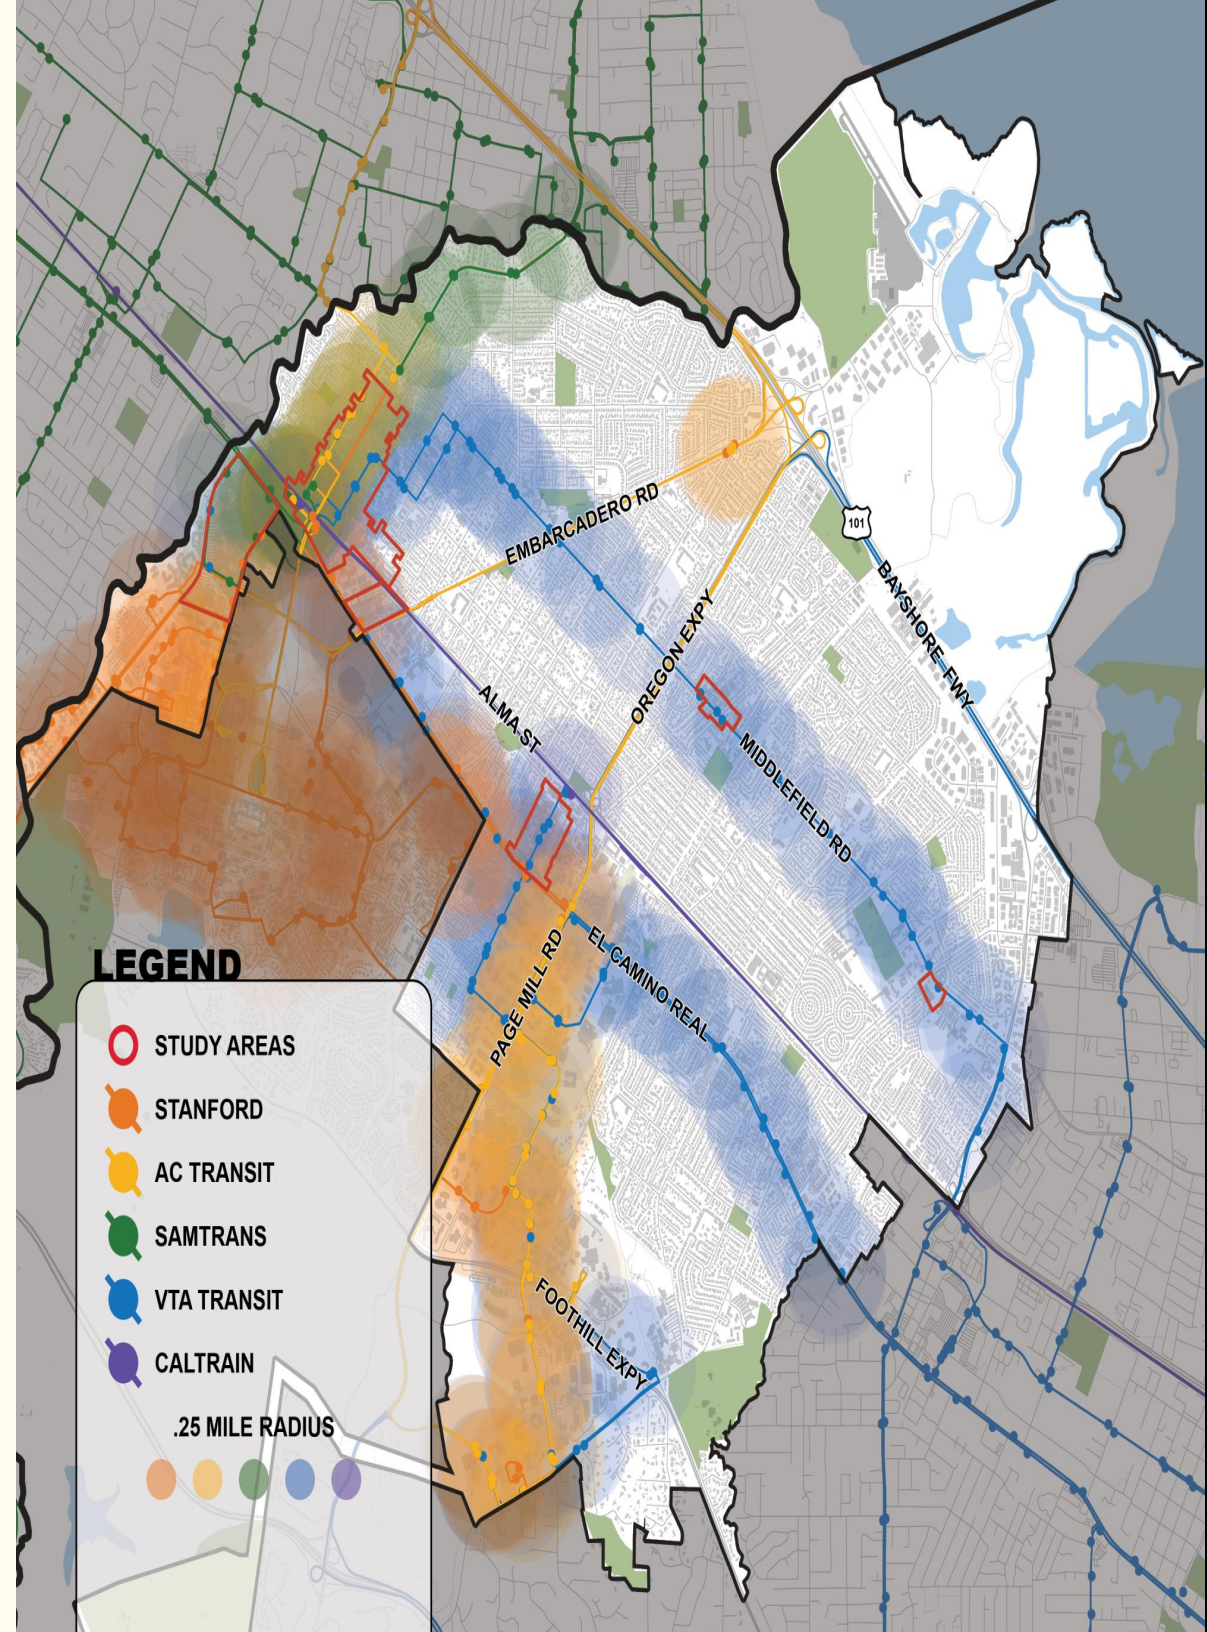 101
EMBARCADERO RD
BAYSHORE FWY
OREGON EXPY
ALMA ST
MIDDLEFIELD RD
PAGE MILL RD
EL CAMINO REAL
FOOTHILL EXPY
LEGEND
STUDY AREAS
STANFORD
AC TRANSIT
SAMTRANS
VTA TRANSIT
CALTRAIN
.25 MILE RADIUS